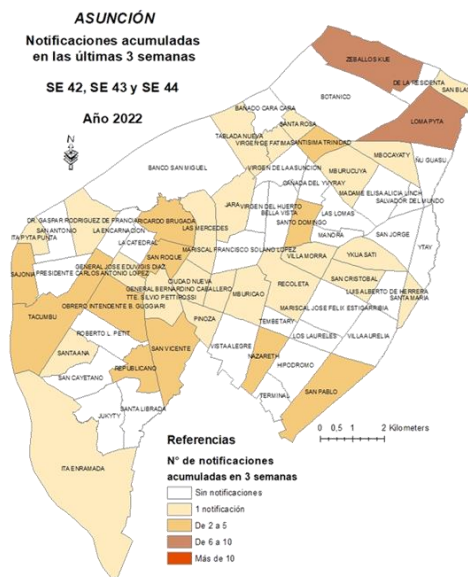 ASUNCIÓN
Notificaciones acumuladas
en las últimas 3 semanas
SE 42, SE 43 y SE 44
Año 2022
N
ZEBALLOS KUE
DE LA RESIDENTA
SAN BLAS
BOTANICO
LOMA PYTA
BAÑADO CARA CARA
SANTA ROSA
TABLADA NUEVA
VIRGEN DE FATIMA
SANTISIMA TRINIDAD
MBOCAYATY
ÑU GUASU
BANCO SAN MIGUEL
VIRGEN DE LA ASUNCION
MBURUCUYA
CAÑADA DEL YVYRAY
MADAME ELISA ALICIA LINCH
SALVADOR DEL MUNDO
JARA
VIRGEN DEL HUERTO
BELLA VISTA
LAS LOMAS
DR. GASPAR RODRIGUEZ DE FRANCIA
RICARDO BRUGADA
SAN ANTONIO
LA ENCARNACION
LAS MERCEDES
SANTO DOMINGO
ITA PYTA PUNTA
MANORA
SAN JORGE
LA CATEDRAL
MARISCAL FRANCISCO SOLANO LOPEZ
YTAY
SAN ROQUE
VILLA MORRA
YKUA SATI
SAJONIA
PRESIDENTE CARLOS ANTONIO LOPEZ
GENERAL JOSE EDUVIGIS DIAZ
CIUDAD NUEVA
SAN CRISTOBAL
GENERAL BERNARDINO CABALLERO
RECOLETA
LUIS ALBERTO DE HERRERA
SANTA MARIA
TACUMBU
OBRERO INTENDENTE B. GUGGIARI
TTE. SILVIO PETTIROSSI
MBURICAO
MARISCAL JOSE FELIX ESTIGARRIBIA
PINOZA
TEMBETARY
ROBERTO L. PETIT
LOS LAURELES
VILLA AURELIA
SANTA ANA
SAN VICENTE
VISTA ALEGRE
NAZARETH
HIPODROMO
REPUBLICANO
SAN CAYETANO
SAN PABLO
TERMINAL
JUKYTY
SANTA LIBRADA
ITA ENRAMADA
0 0,5 1 2 Kilometers
Referencias
N° de notificaciones
acumuladas en 3 semanas
Sin notificaciones
1 notificación
De 2 a 5
De 6 a 10
Más de 10